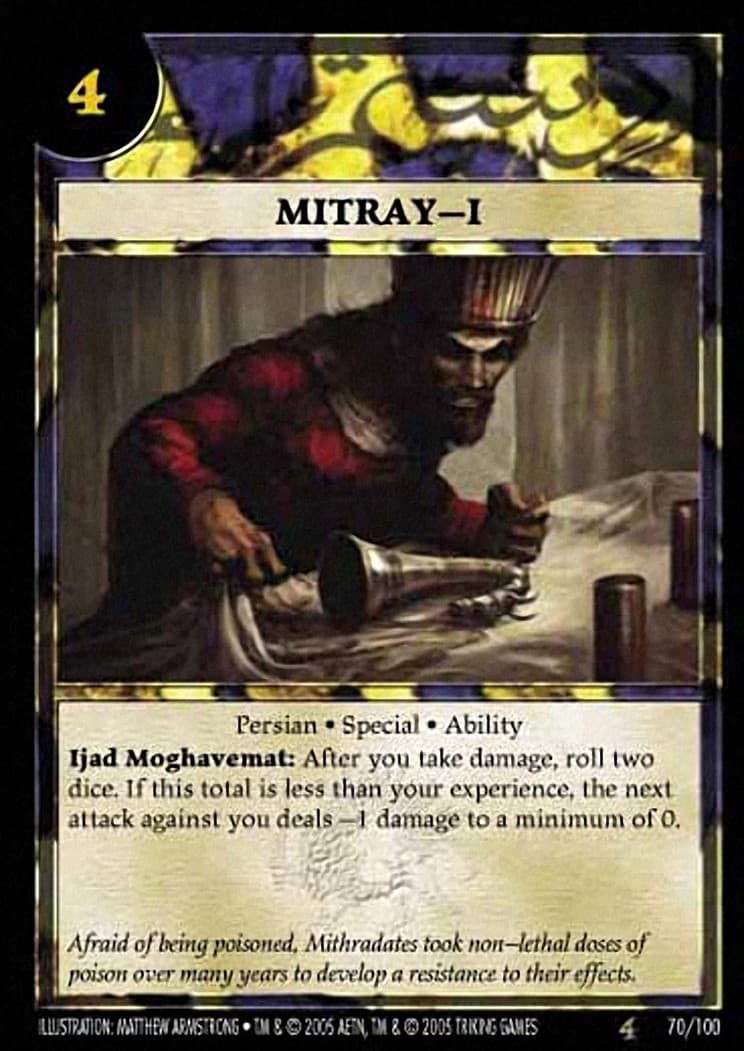 4
MITRAY–I
Persian • Special • Ability
Ijad Moghavemat: After you take damage, roll two
dice. If this total is less than your experience, the next
attack against you deals –1 damage to a minimum of 0.
Afraid of being poisoned, Mithradates took non–lethal doses of
poison over many years to develop a resistance to their effects.
ILLUSTRATION: MATTHEW ARMSTRONG • TM & © 2005 AETN, TM & © 2005 TRIKING GAMES 4 70/100